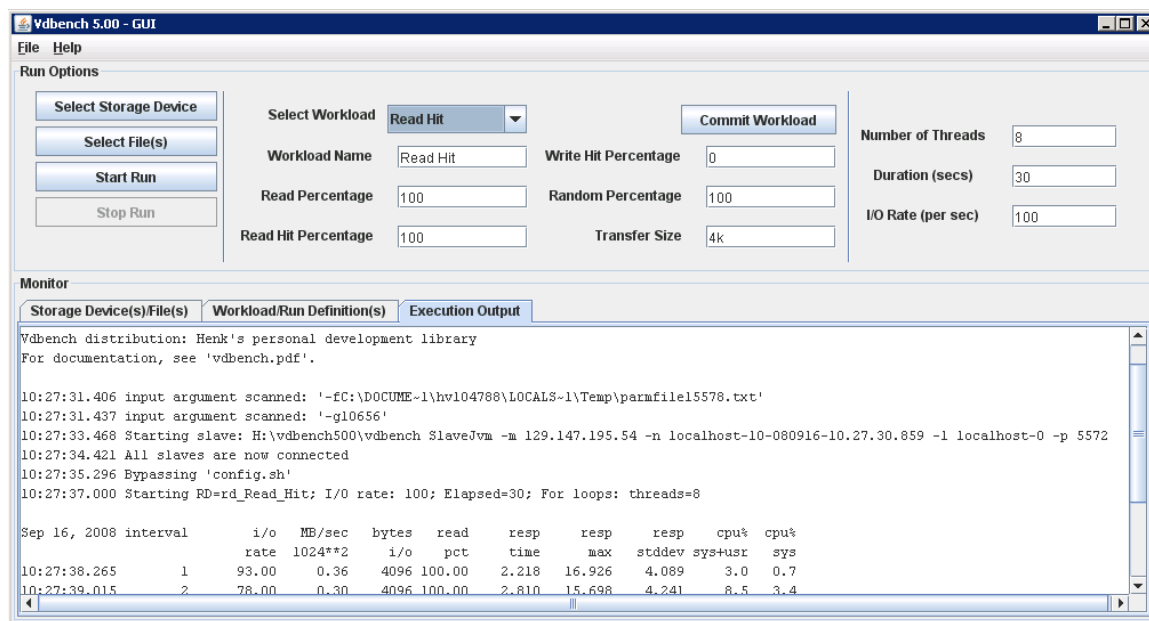 Vdbench 5.00 - GUI
File Help
Run Options
Select Storage Device
Select File(s)
Start Run
Stop Run
Select Workload Read Hit Commit Workload
Workload Name Read Hit Write Hit Percentage 0
Read Percentage 100 Random Percentage 100
Read Hit Percentage 100 Transfer Size 4k
Number of Threads 8
Duration (secs) 30
I/O Rate (per sec) 100
Monitor
Storage Device(s)/File(s) Workload/Run Definition(s) Execution Output
Vdbench distribution: Henk's personal development library
For documentation, see 'vdbench.pdf'.
10:27:31.406 input argument scanned: '-fC:\DOCUME~1\hv104788\LOCALS~1\Temp\parmfile15578.txt'
10:27:31.437 input argument scanned: '-g10656'
10:27:33.468 Starting slave: H:\vdbench500\vdbench SlaveJvm -m 129.147.195.54 -n localhost-10-080916-10.27.30.859 -l localhost-0 -p 5572
10:27:34.421 All slaves are now connected
10:27:35.296 Bypassing 'config.sh'
10:27:37.000 Starting RD=rd_Read_Hit; I/O rate: 100; Elapsed=30; For loops: threads=8
Sep 16, 2008 interval i/o MB/sec bytes read resp resp resp cpu% cpu%
rate 1024**2 i/o pct time max stddev sys+usr sys
10:27:38.265 1 93.00 0.36 4096 100.00 2.218 16.926 4.089 3.0 0.7
10:27:39.015 2 78.00 0.30 4096 100.00 2.810 15.698 4.241 8.5 3.4